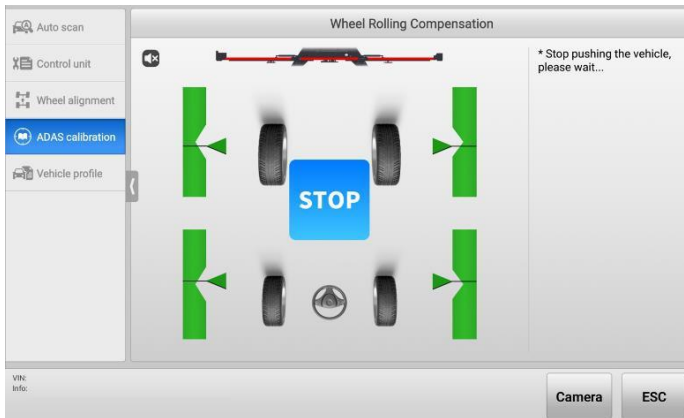 Auto scan
Control unit
Wheel alignment
ADAS calibration
Vehicle profile
Wheel Rolling Compensation
STOP
* Stop pushing the vehicle,
please wait...
VIN:
Info:
Camera
ESC